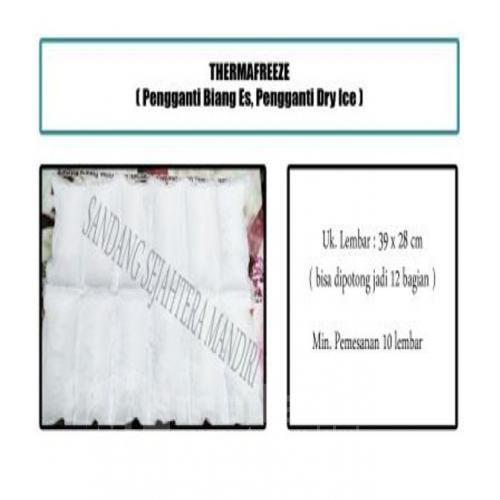 THERMAFREEZE
( Pengganti Biang Es, Pengganti Dry Ice )
SANDANG SEJAHTERA MANDIRI
Uk. Lembar : 39 x 28 cm
( bisa dipotong jadi 12 bagian )
Min. Pemesanan 10 lembar